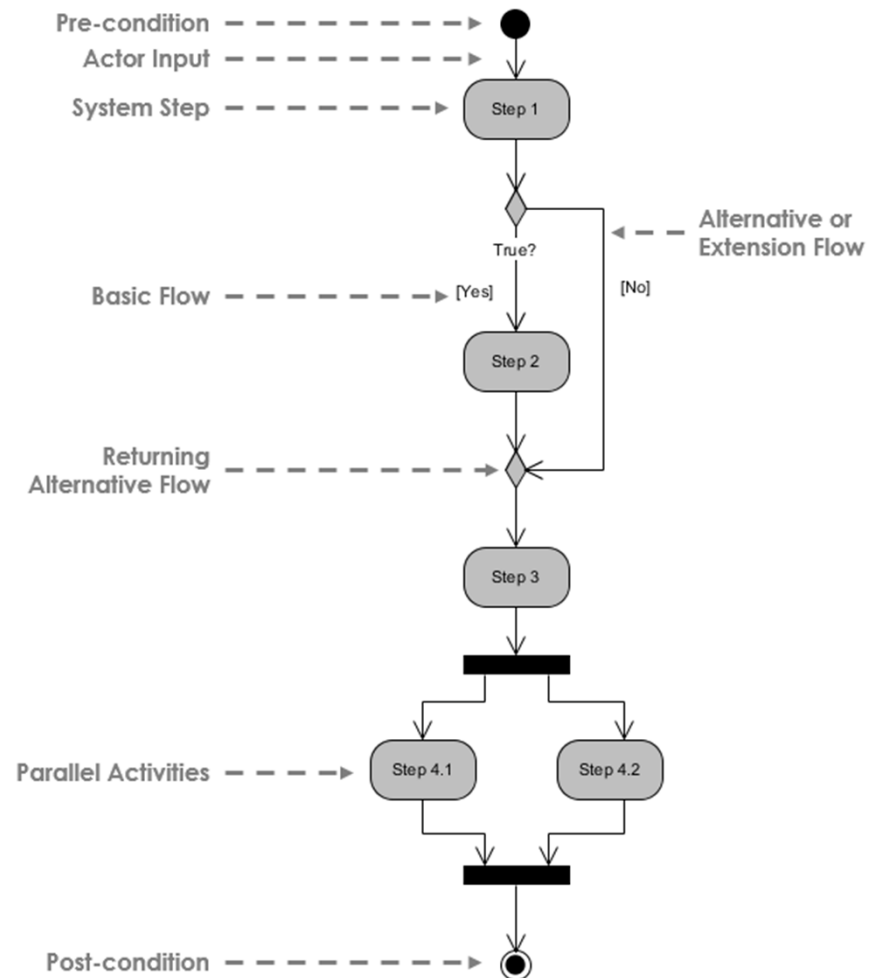 Pre-condition
Actor Input
System Step
Step 1
Alternative or
Extension Flow
True?
Basic Flow
[Yes]
[No]
Step 2
Returning
Alternative Flow
Step 3
Parallel Activities
Step 4.1
Step 4.2
Post-condition